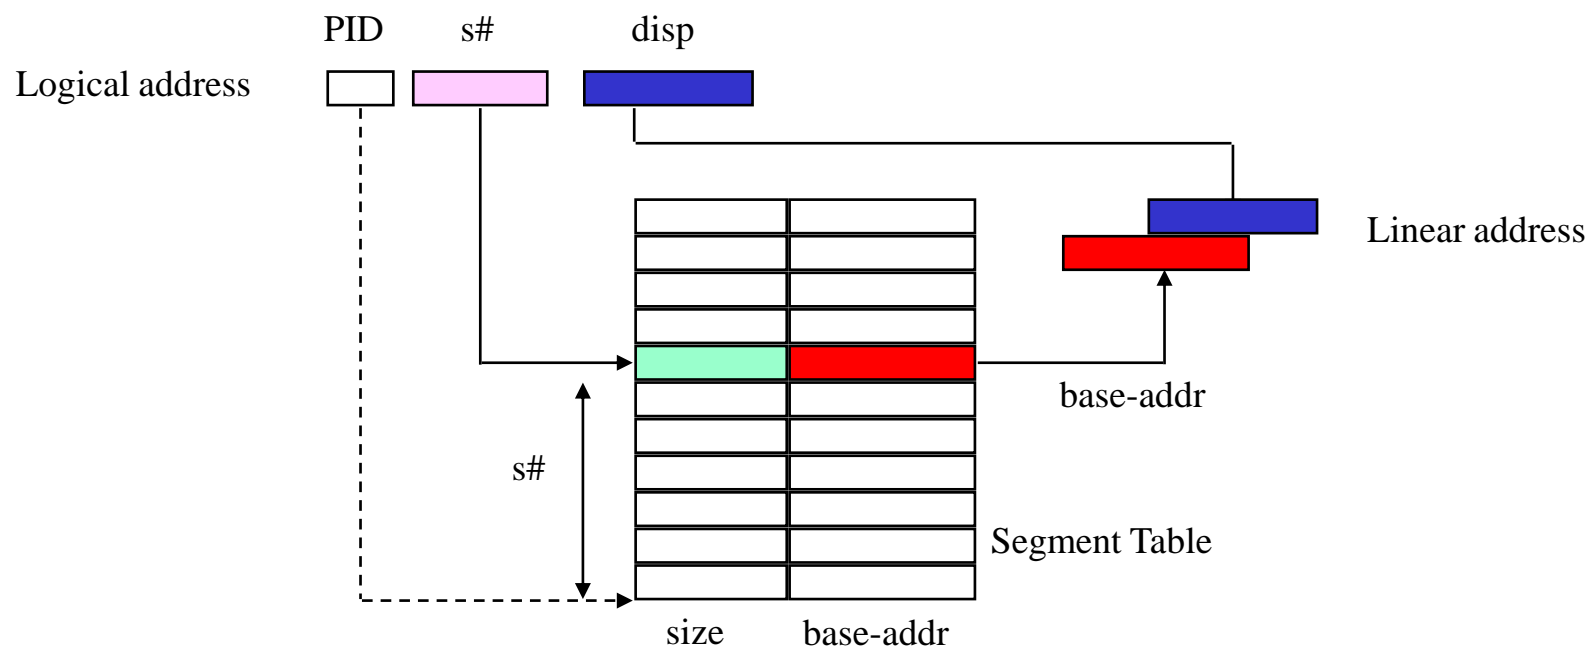 PID s# disp
Logical address
Linear address
base-addr
s#
Segment Table
size base-addr